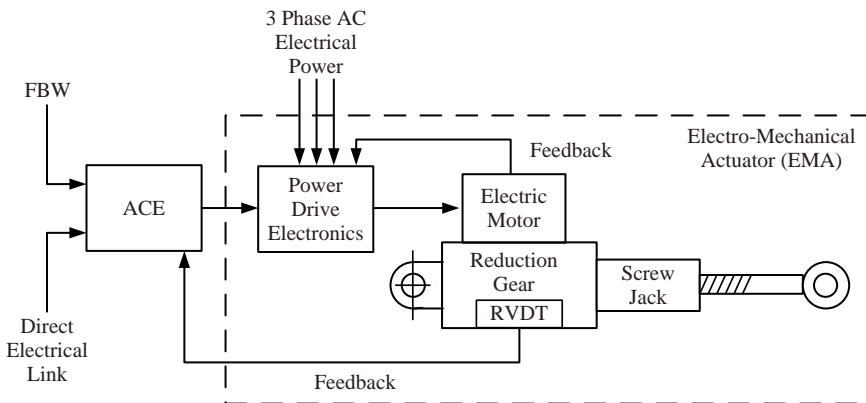 3 Phase AC
Electrical
Power
FBW
Electro-Mechanical
Actuator (EMA)
Feedback
ACE
Power
Drive
Electronics
Electric
Motor
Reduction
Gear
RVDT
Screw
Jack
Direct
Electrical
Link
Feedback